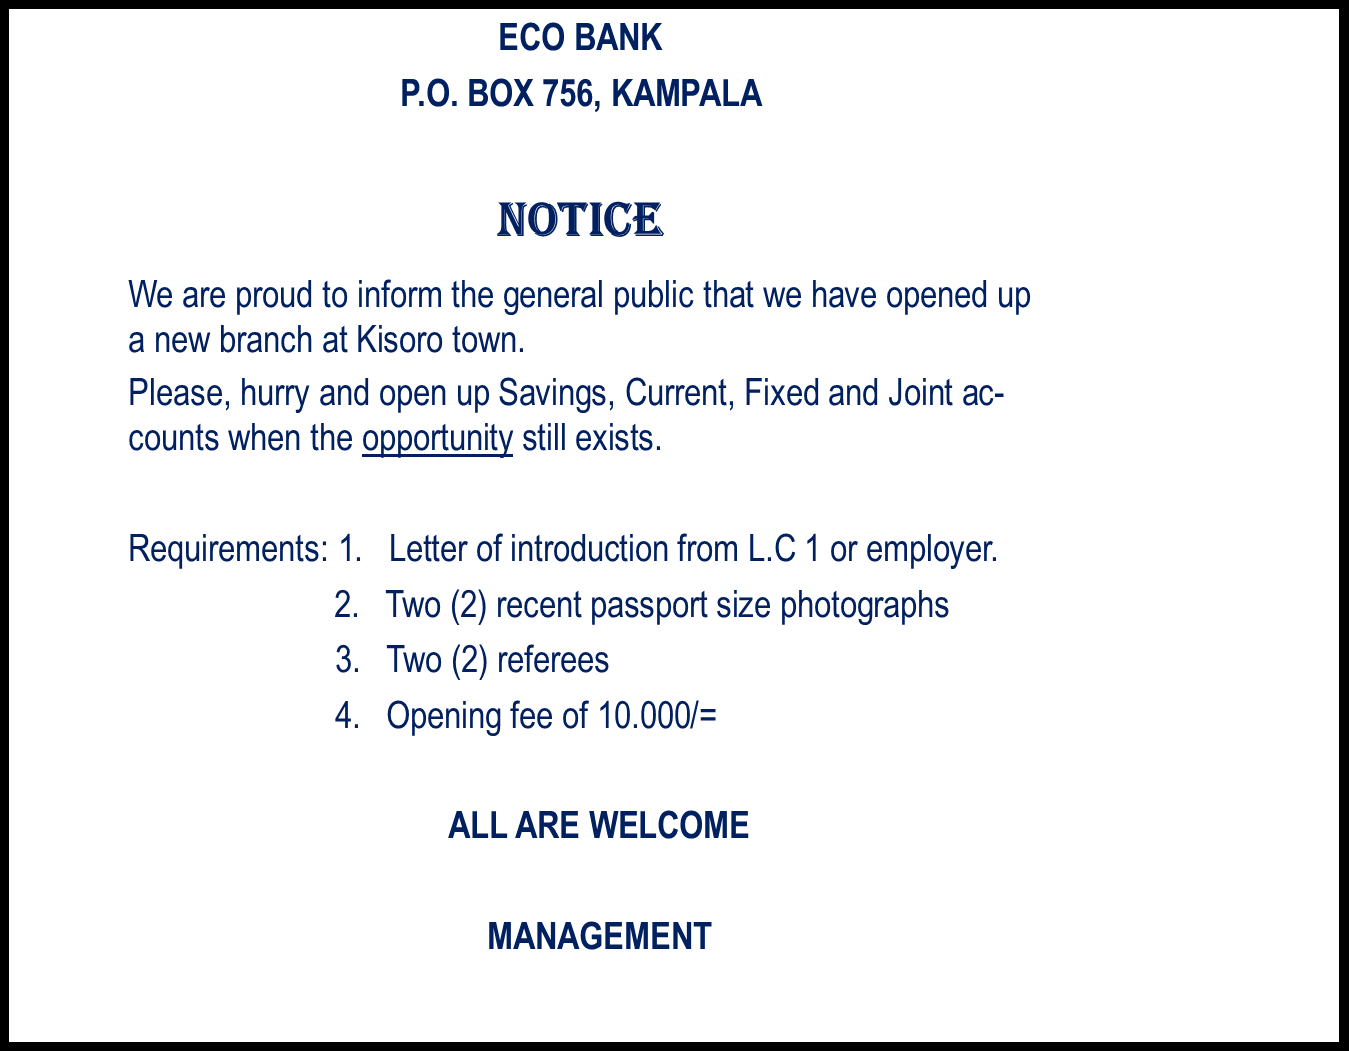 ECO BANK
P.O. BOX 756, KAMPALA
NOTICE
We are proud to inform the general public that we have opened up
a new branch at Kisoro town.
Please, hurry and open up Savings, Current, Fixed and Joint ac-
counts when the opportunity still exists.
Requirements: 1. Letter of introduction from L.C 1 or employer.
2. Two (2) recent passport size photographs
3. Two (2) referees
4. Opening fee of 10.000/=
ALL ARE WELCOME
MANAGEMENT